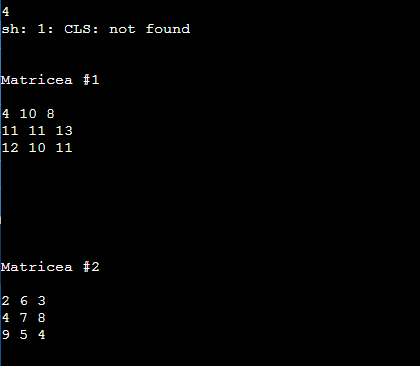 4
sh: 1: CLS: not found
Matricea #1
4 10 8
11 11 13
12 10 11
Matricea #2
2 6 3
4 7 8
9 5 4